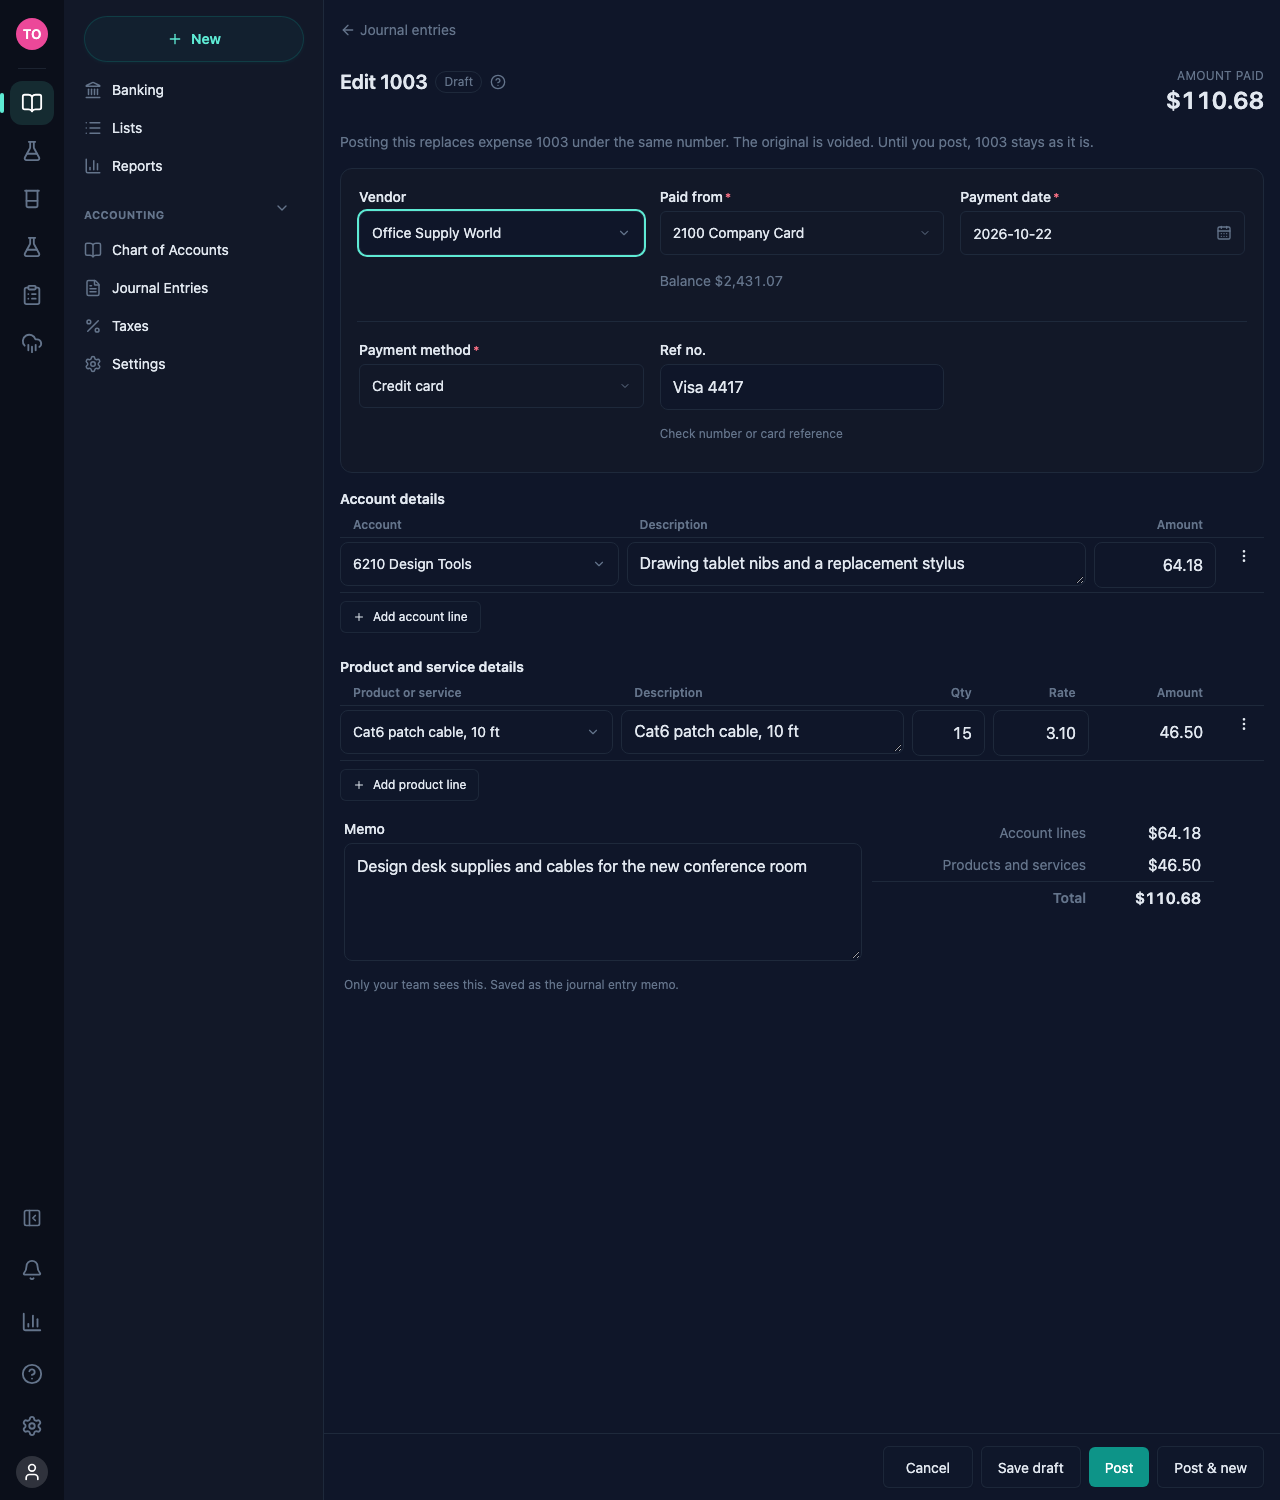 TO
New
Banking
Lists
Reports
ACCOUNTING
Chart of Accounts
Journal Entries
Taxes
Settings
Journal entries
Edit 1003 Draft
AMOUNT PAID
$110.68
Posting this replaces expense 1003 under the same number. The original is voided. Until you post, 1003 stays as it is.
Vendor Paid from* Payment date*
Office Supply World 2100 Company Card 2026-10-22
Balance $2,431.07
Payment method* Ref no.
Credit card Visa 4417
Check number or card reference
Account details
Account Description Amount
6210 Design Tools Drawing tablet nibs and a replacement stylus 64.18
Add account line
Product and service details
Product or service Description Qty Rate Amount
Cat6 patch cable, 10 ft Cat6 patch cable, 10 ft 15 3.10 46.50
Add product line
Memo
Design desk supplies and cables for the new conference room
Only your team sees this. Saved as the journal entry memo.
Account lines $64.18
Products and services $46.50
Total $110.68
Cancel Save draft Post Post & new